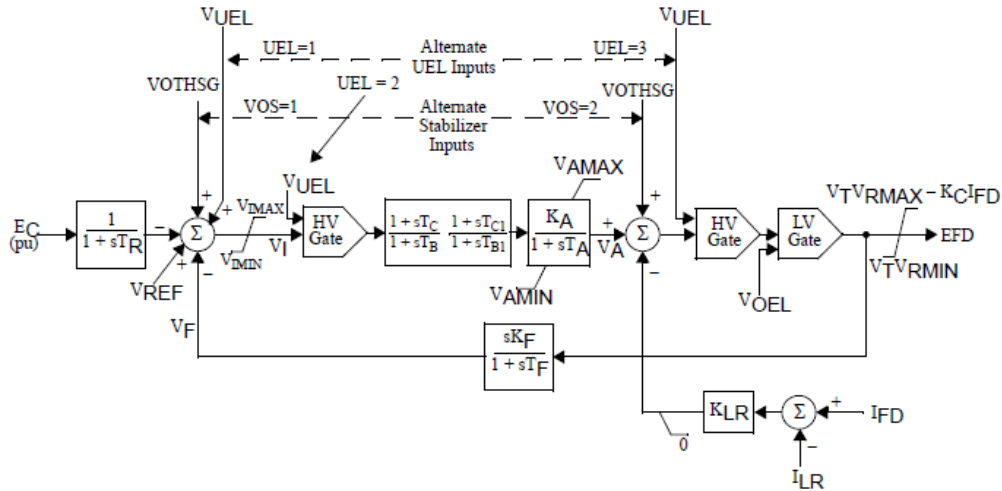 VUEL
VUEL
UEL=1
Alternate
UEL Inputs
UEL=3
VOTHSG
UEL = 2
VOTHSG
VOS=1
Alternate
Stabilizer
Inputs
VOS=2
VUEL
VAMAX
VTVRMAX – KCIFD
EC
(pu)
1
1 + sTR
–
+
+
Σ
+
–
VIMAX
VIMIN
VI
HV
Gate
1 + sTC
1 + sTB
1 + sTC1
1 + sTB1
KA
1 + sTA
+
VA
+
Σ
–
HV
Gate
LV
Gate
EFD
VTVRMIN
VREF
VAMIN
VOEL
VF
sKF
1 + sTF
KLR
Σ
+
IFD
–
0
ILR